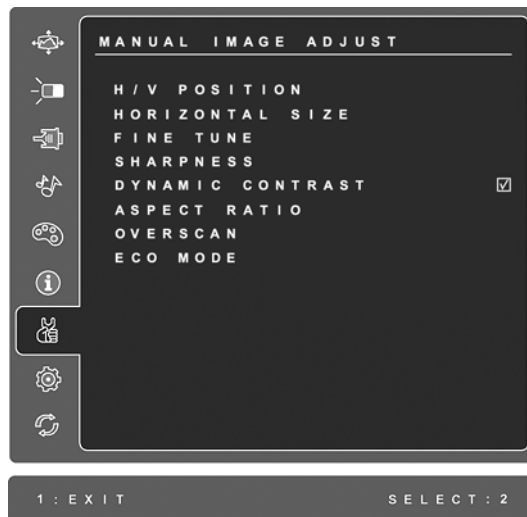 MANUAL IMAGE ADJUST
H/V POSITION
HORIZONTAL SIZE
FINE TUNE
SHARPNESS
DYNAMIC CONTRAST
ASPECT RATIO
OVERSCAN
ECO MODE
1:EXIT SELECT:2